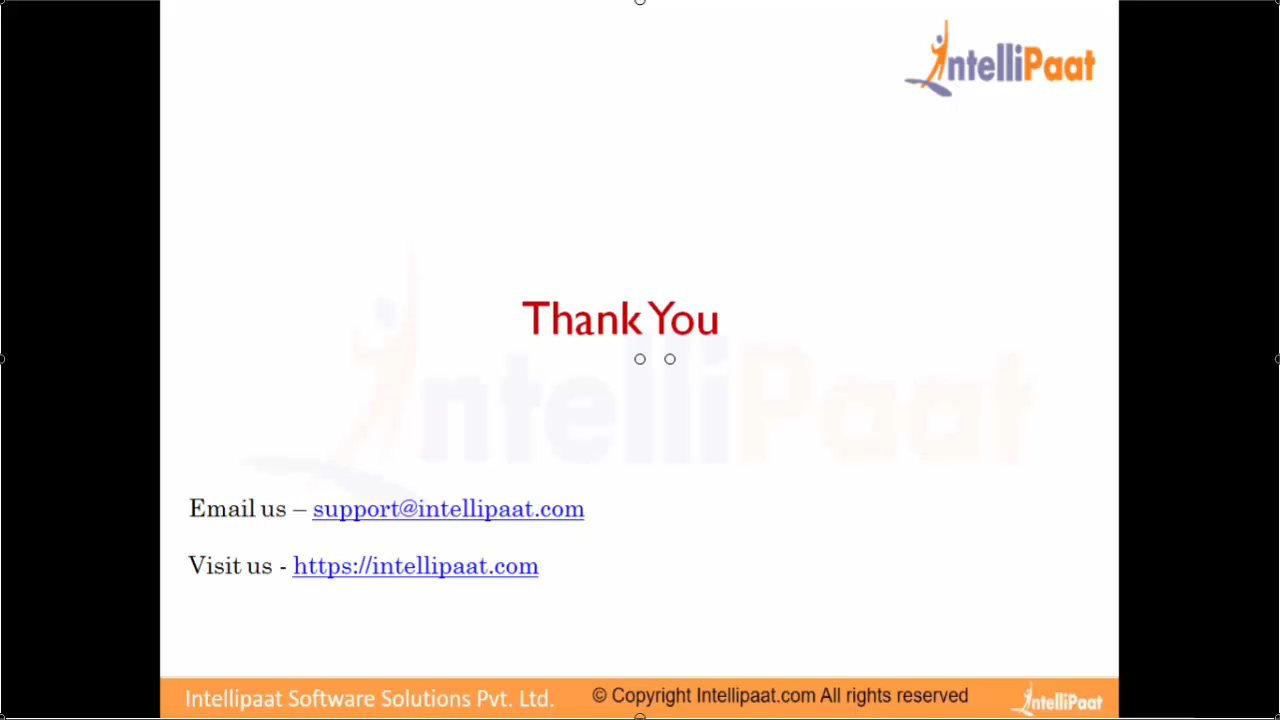 IntelliPaat
Thank You
IntelliPaat
Email us – support@intellipaat.com
Visit us - https://intellipaat.com
Intellipaat Software Solutions Pvt. Ltd. © Copyright Intellipaat.com All rights reserved IntelliPaat